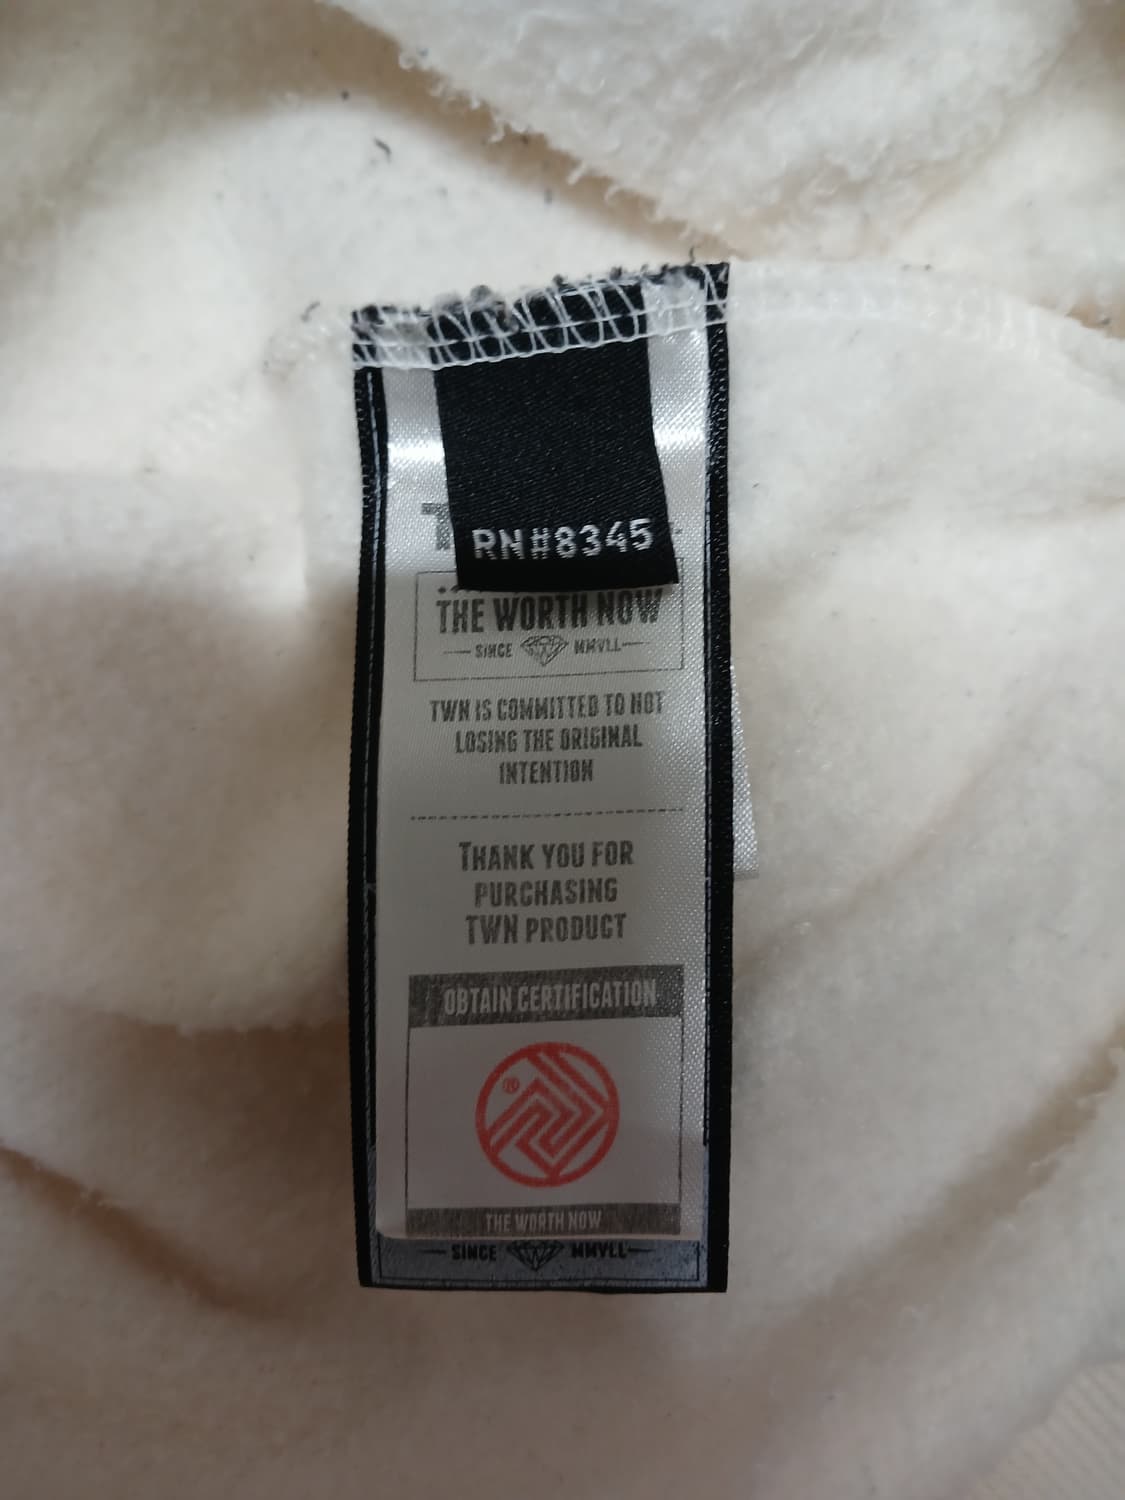 RN#8345
THE WORTH NOW
SINCE MMVLL
TWN IS COMMITTED TO NOT
LOSING THE ORIGINAL
INTENTION
THANK YOU FOR
PURCHASING
TWN PRODUCT
OBTAIN CERTIFICATION
®
THE WORTH NOW
SINCE MMVLL